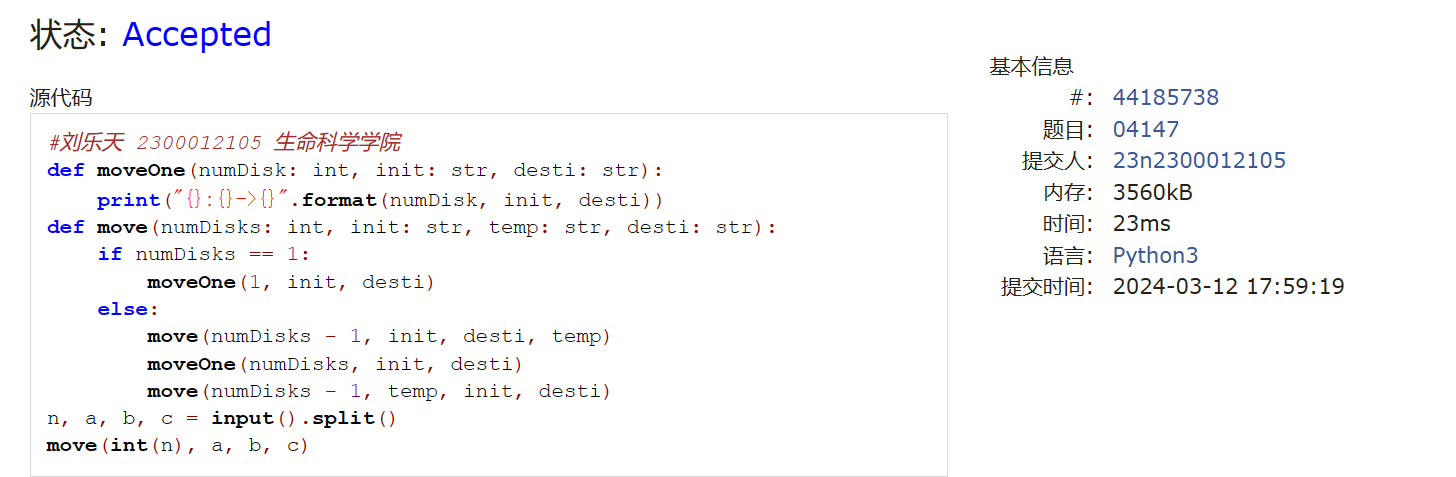 状态: Accepted
源代码
#刘乐天 2300012105 生命科学学院
def moveOne(numDisk: int, init: str, desti: str):
    print("{}:{}->{}".format(numDisk, init, desti))
def move(numDisks: int, init: str, temp: str, desti: str):
    if numDisks == 1:
        moveOne(1, init, desti)
    else:
        move(numDisks - 1, init, desti, temp)
        moveOne(numDisks, init, desti)
        move(numDisks - 1, temp, init, desti)
n, a, b, c = input().split()
move(int(n), a, b, c)
基本信息
#: 44185738
题目: 04147
提交人: 23n2300012105
内存: 3560kB
时间: 23ms
语言: Python3
提交时间: 2024-03-12 17:59:19